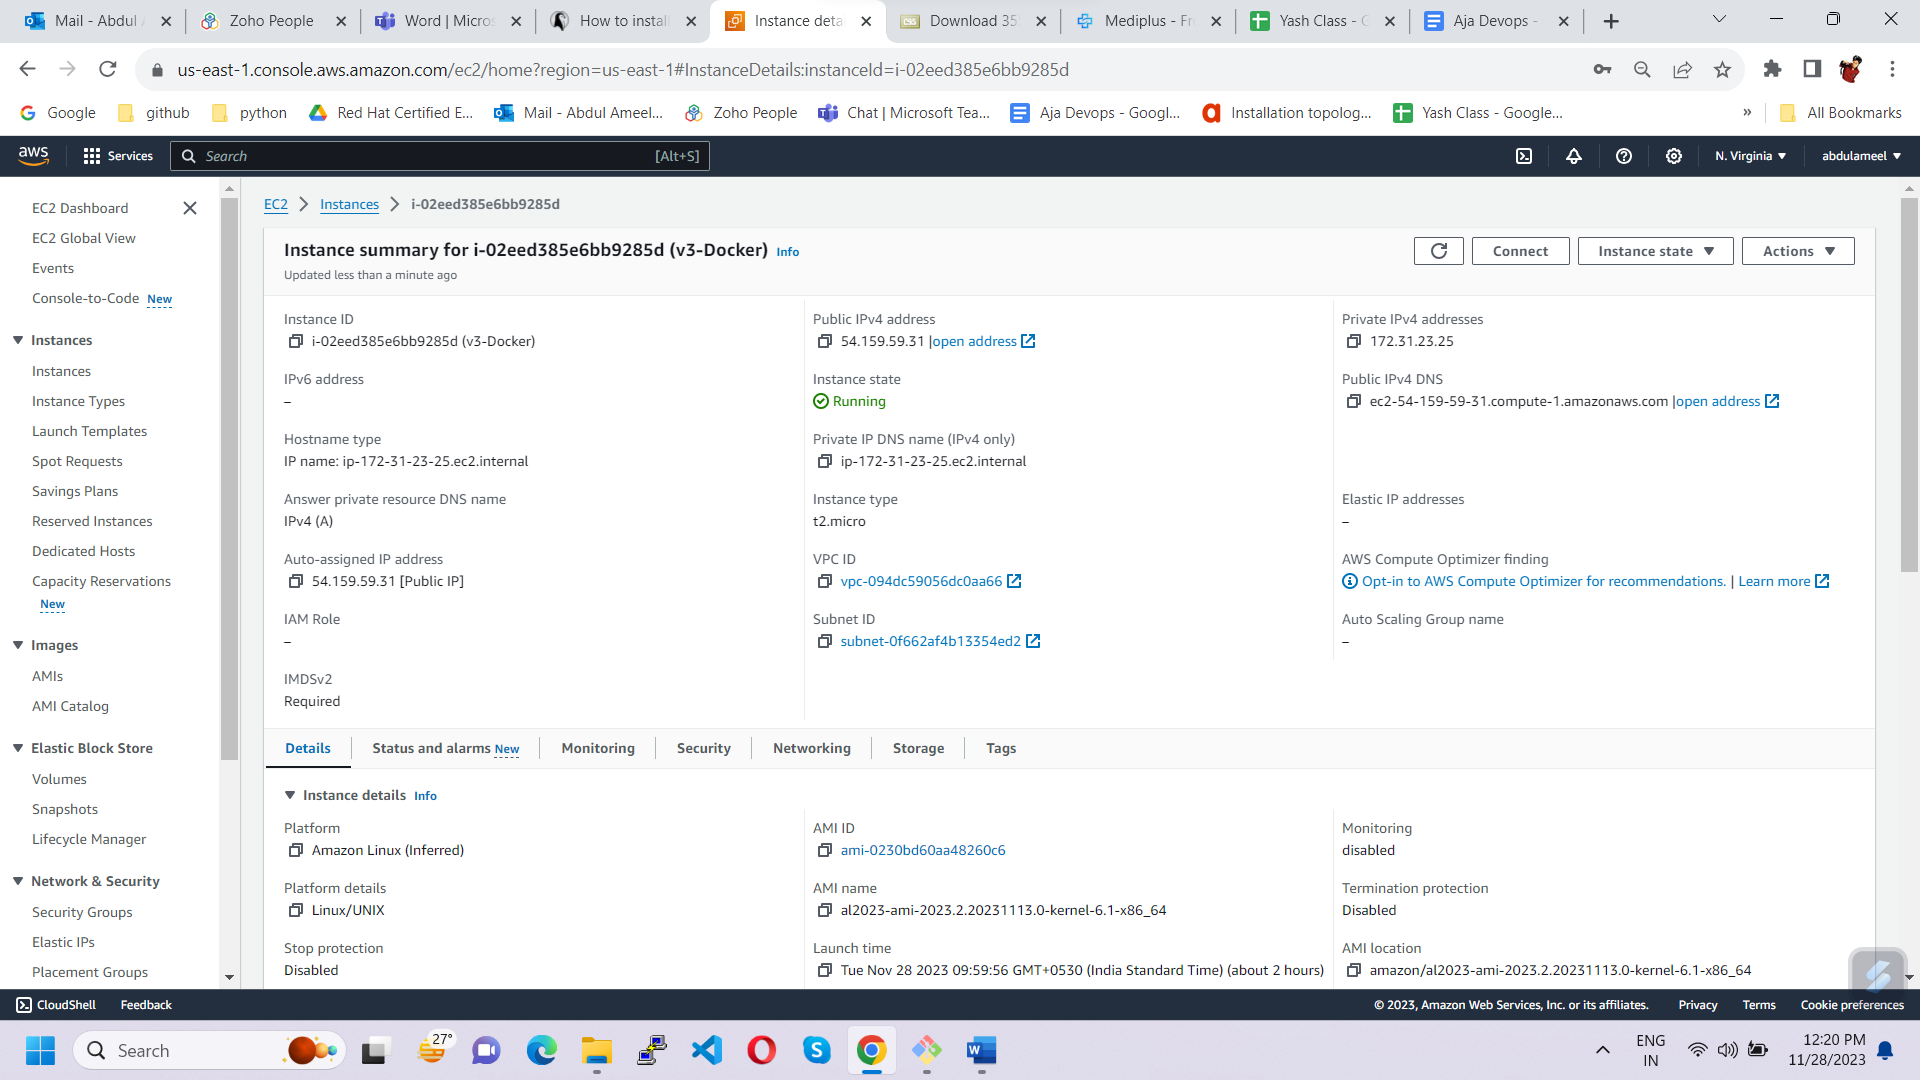 Mail - Abdul
Zoho People
Word | Micros
How to install
Instance deta
Download 35
Mediplus - Fr
Yash Class - G
Aja Devops -
us-east-1.console.aws.amazon.com/ec2/home?region=us-east-1#InstanceDetails:instanceId=i-02eed385e6bb9285d
Google
github
python
Red Hat Certified E...
Mail - Abdul Ameel...
Zoho People
Chat | Microsoft Tea...
Aja Devops - Googl...
Installation topolog...
Yash Class - Google...
»
All Bookmarks
aws
Services
Search
[Alt+S]
N. Virginia
abdulameel
EC2 Dashboard
EC2 Global View
Events
Console-to-Code New
Instances
Instances
Instance Types
Launch Templates
Spot Requests
Savings Plans
Reserved Instances
Dedicated Hosts
Capacity Reservations
New
Images
AMIs
AMI Catalog
Elastic Block Store
Volumes
Snapshots
Lifecycle Manager
Network & Security
Security Groups
Elastic IPs
Placement Groups
EC2
Instances
i-02eed385e6bb9285d
Instance summary for i-02eed385e6bb9285d (v3-Docker) Info
Updated less than a minute ago
Connect
Instance state
Actions
Instance ID
i-02eed385e6bb9285d (v3-Docker)
Public IPv4 address
54.159.59.31 |open address
Private IPv4 addresses
172.31.23.25
IPv6 address
–
Instance state
Running
Public IPv4 DNS
ec2-54-159-59-31.compute-1.amazonaws.com |open address
Hostname type
IP name: ip-172-31-23-25.ec2.internal
Private IP DNS name (IPv4 only)
ip-172-31-23-25.ec2.internal
Answer private resource DNS name
IPv4 (A)
Instance type
t2.micro
Elastic IP addresses
–
Auto-assigned IP address
54.159.59.31 [Public IP]
VPC ID
vpc-094dc59056dc0aa66
AWS Compute Optimizer finding
Opt-in to AWS Compute Optimizer for recommendations. | Learn more
IAM Role
–
Subnet ID
subnet-0f662af4b13354ed2
Auto Scaling Group name
–
IMDSv2
Required
Details
Status and alarms New
Monitoring
Security
Networking
Storage
Tags
Instance details Info
Platform
Amazon Linux (Inferred)
AMI ID
ami-0230bd60aa48260c6
Monitoring
disabled
Platform details
Linux/UNIX
AMI name
al2023-ami-2023.2.20231113.0-kernel-6.1-x86_64
Termination protection
Disabled
Stop protection
Disabled
Launch time
Tue Nov 28 2023 09:59:56 GMT+0530 (India Standard Time) (about 2 hours)
AMI location
amazon/al2023-ami-2023.2.20231113.0-kernel-6.1-x86_64
CloudShell
Feedback
© 2023, Amazon Web Services, Inc. or its affiliates.
Privacy
Terms
Cookie preferences
Search
27°
ENG
IN
12:20 PM
11/28/2023